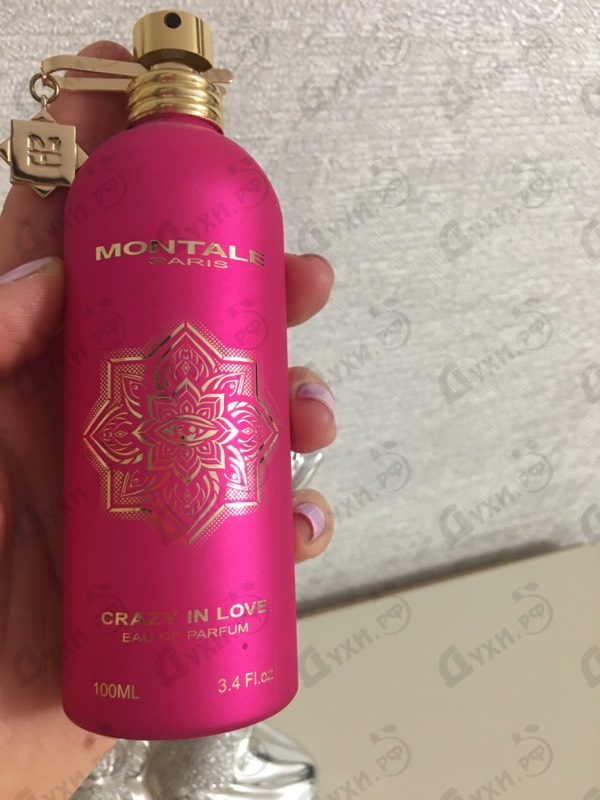 MONTALE
PARIS
CRAZY IN LOVE
EAU DE PARFUM
100ML
3.4 Fl.oz
Духи.рф